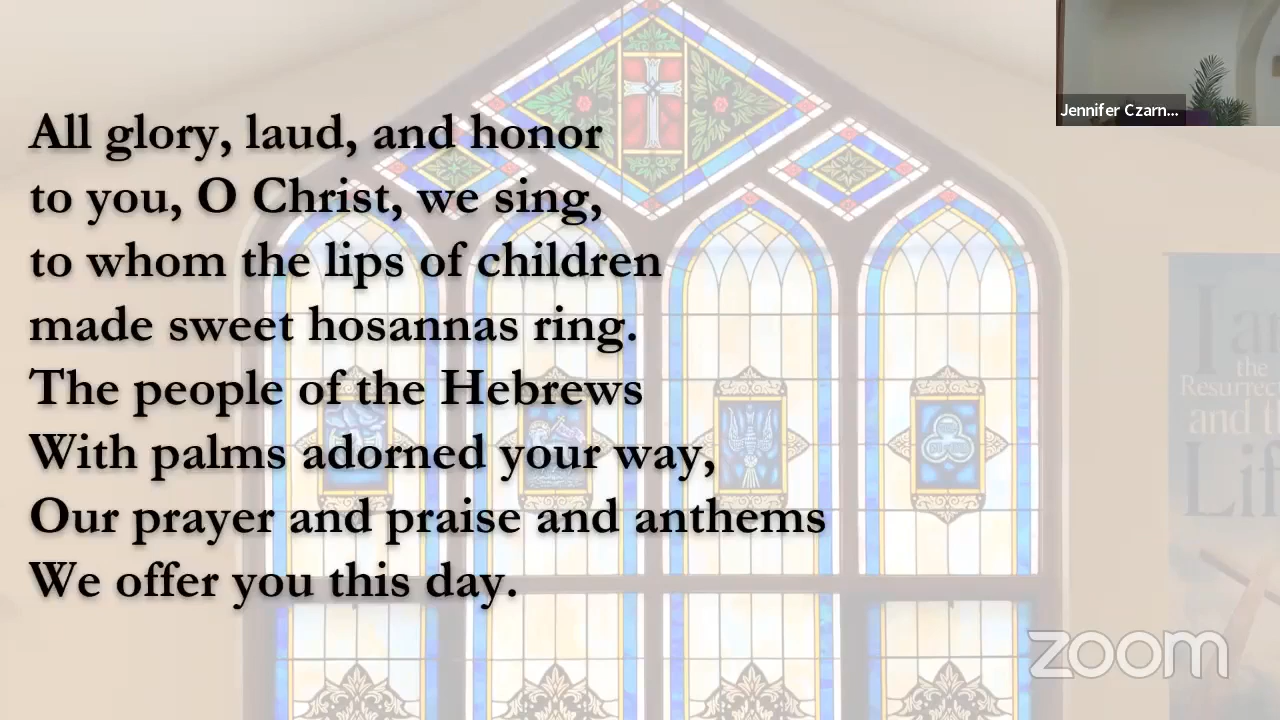 All glory, laud, and honor
to you, O Christ, we sing,
to whom the lips of children
made sweet hosannas ring.
The people of the Hebrews
With palms adorned your way,
Our prayer and praise and anthems
We offer you this day.
Jennifer Czarn...
the
and
zoom